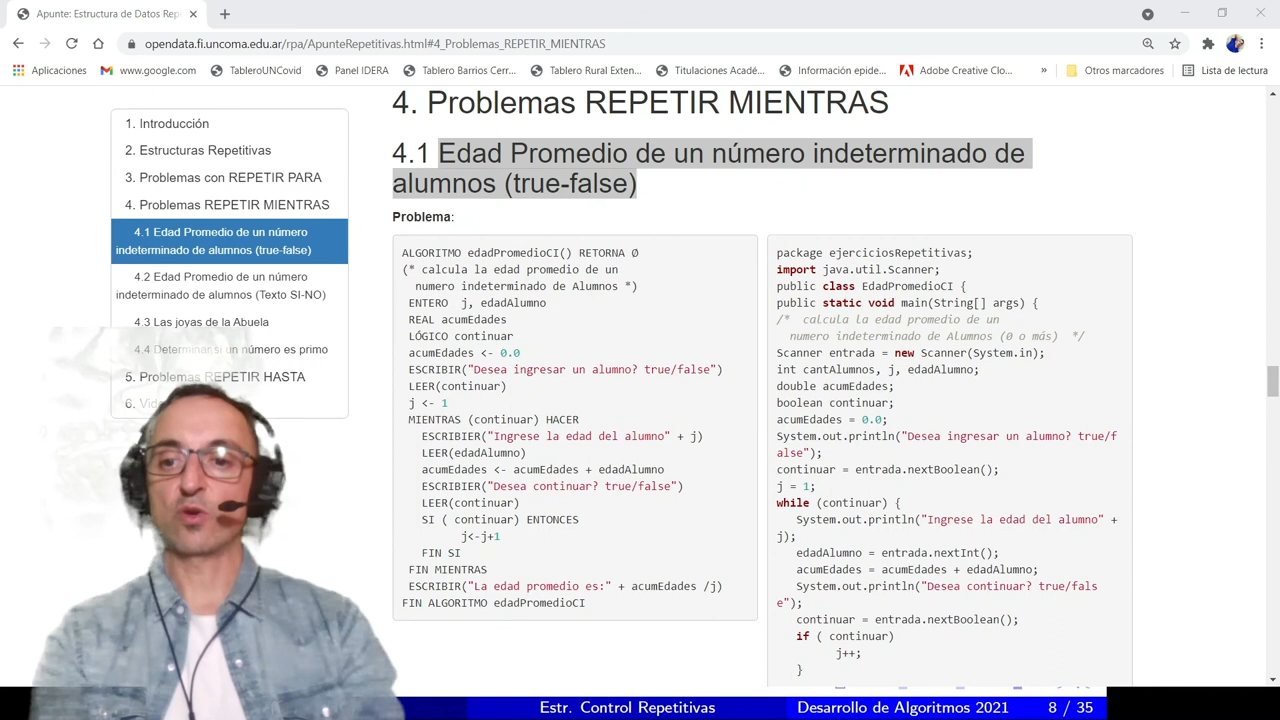 Apunte: Estructura de Datos Rep
opendata.fi.uncoma.edu.ar/rpa/ApunteRepetitivas.html#4_Problemas_REPETIR_MIENTRAS
Aplicaciones
www.google.com
TableroUNCovid
Panel IDERA
Tablero Barrios Cerr...
Tablero Rural Exten...
Titulaciones Acadé...
Información epide...
Adobe Creative Clo...
»
Otros marcadores
Lista de lectura
1. Introducción
2. Estructuras Repetitivas
3. Problemas con REPETIR PARA
4. Problemas REPETIR MIENTRAS
4.1 Edad Promedio de un número
indeterminado de alumnos (true-false)
4.2 Edad Promedio de un número
indeterminado de alumnos (Texto SI-NO)
4.3 Las joyas de la Abuela
4.4 Determinar si un número es primo
5. Problemas REPETIR HASTA
4. Problemas REPETIR MIENTRAS
4.1 Edad Promedio de un número indeterminado de
alumnos (true-false)
Problema:
ALGORITMO edadPromedioCI() RETORNA Ø
(* calcula la edad promedio de un
numero indeterminado de Alumnos *)
ENTERO j, edadAlumno
REAL acumEdades
LÓGICO continuar
acumEdades <- 0.0
ESCRIBIR("Desea ingresar un alumno? true/false")
LEER(continuar)
j <- 1
MIENTRAS (continuar) HACER
ESCRIBIER("Ingrese la edad del alumno" + j)
LEER(edadAlumno)
acumEdades <- acumEdades + edadAlumno
ESCRIBIER("Desea continuar? true/false")
LEER(continuar)
SI ( continuar) ENTONCES
j<-j+1
FIN SI
FIN MIENTRAS
ESCRIBIR("La edad promedio es:" + acumEdades /j)
FIN ALGORITMO edadPromedioCI
package ejerciciosRepetitivas;
import java.util.Scanner;
public class EdadPromedioCI {
public static void main(String[] args) {
/* calcula la edad promedio de un
numero indeterminado de Alumnos (0 o más) */
Scanner entrada = new Scanner(System.in);
int cantAlumnos, j, edadAlumno;
double acumEdades;
boolean continuar;
acumEdades = 0.0;
System.out.println("Desea ingresar un alumno? true/f
alse");
continuar = entrada.nextBoolean();
j = 1;
while (continuar) {
System.out.println("Ingrese la edad del alumno" +
j);
edadAlumno = entrada.nextInt();
acumEdades = acumEdades + edadAlumno;
System.out.println("Desea continuar? true/fals
e");
continuar = entrada.nextBoolean();
if ( continuar)
j++;
}
Estr. Control Repetitivas
Desarrollo de Algoritmos 2021
8 / 35